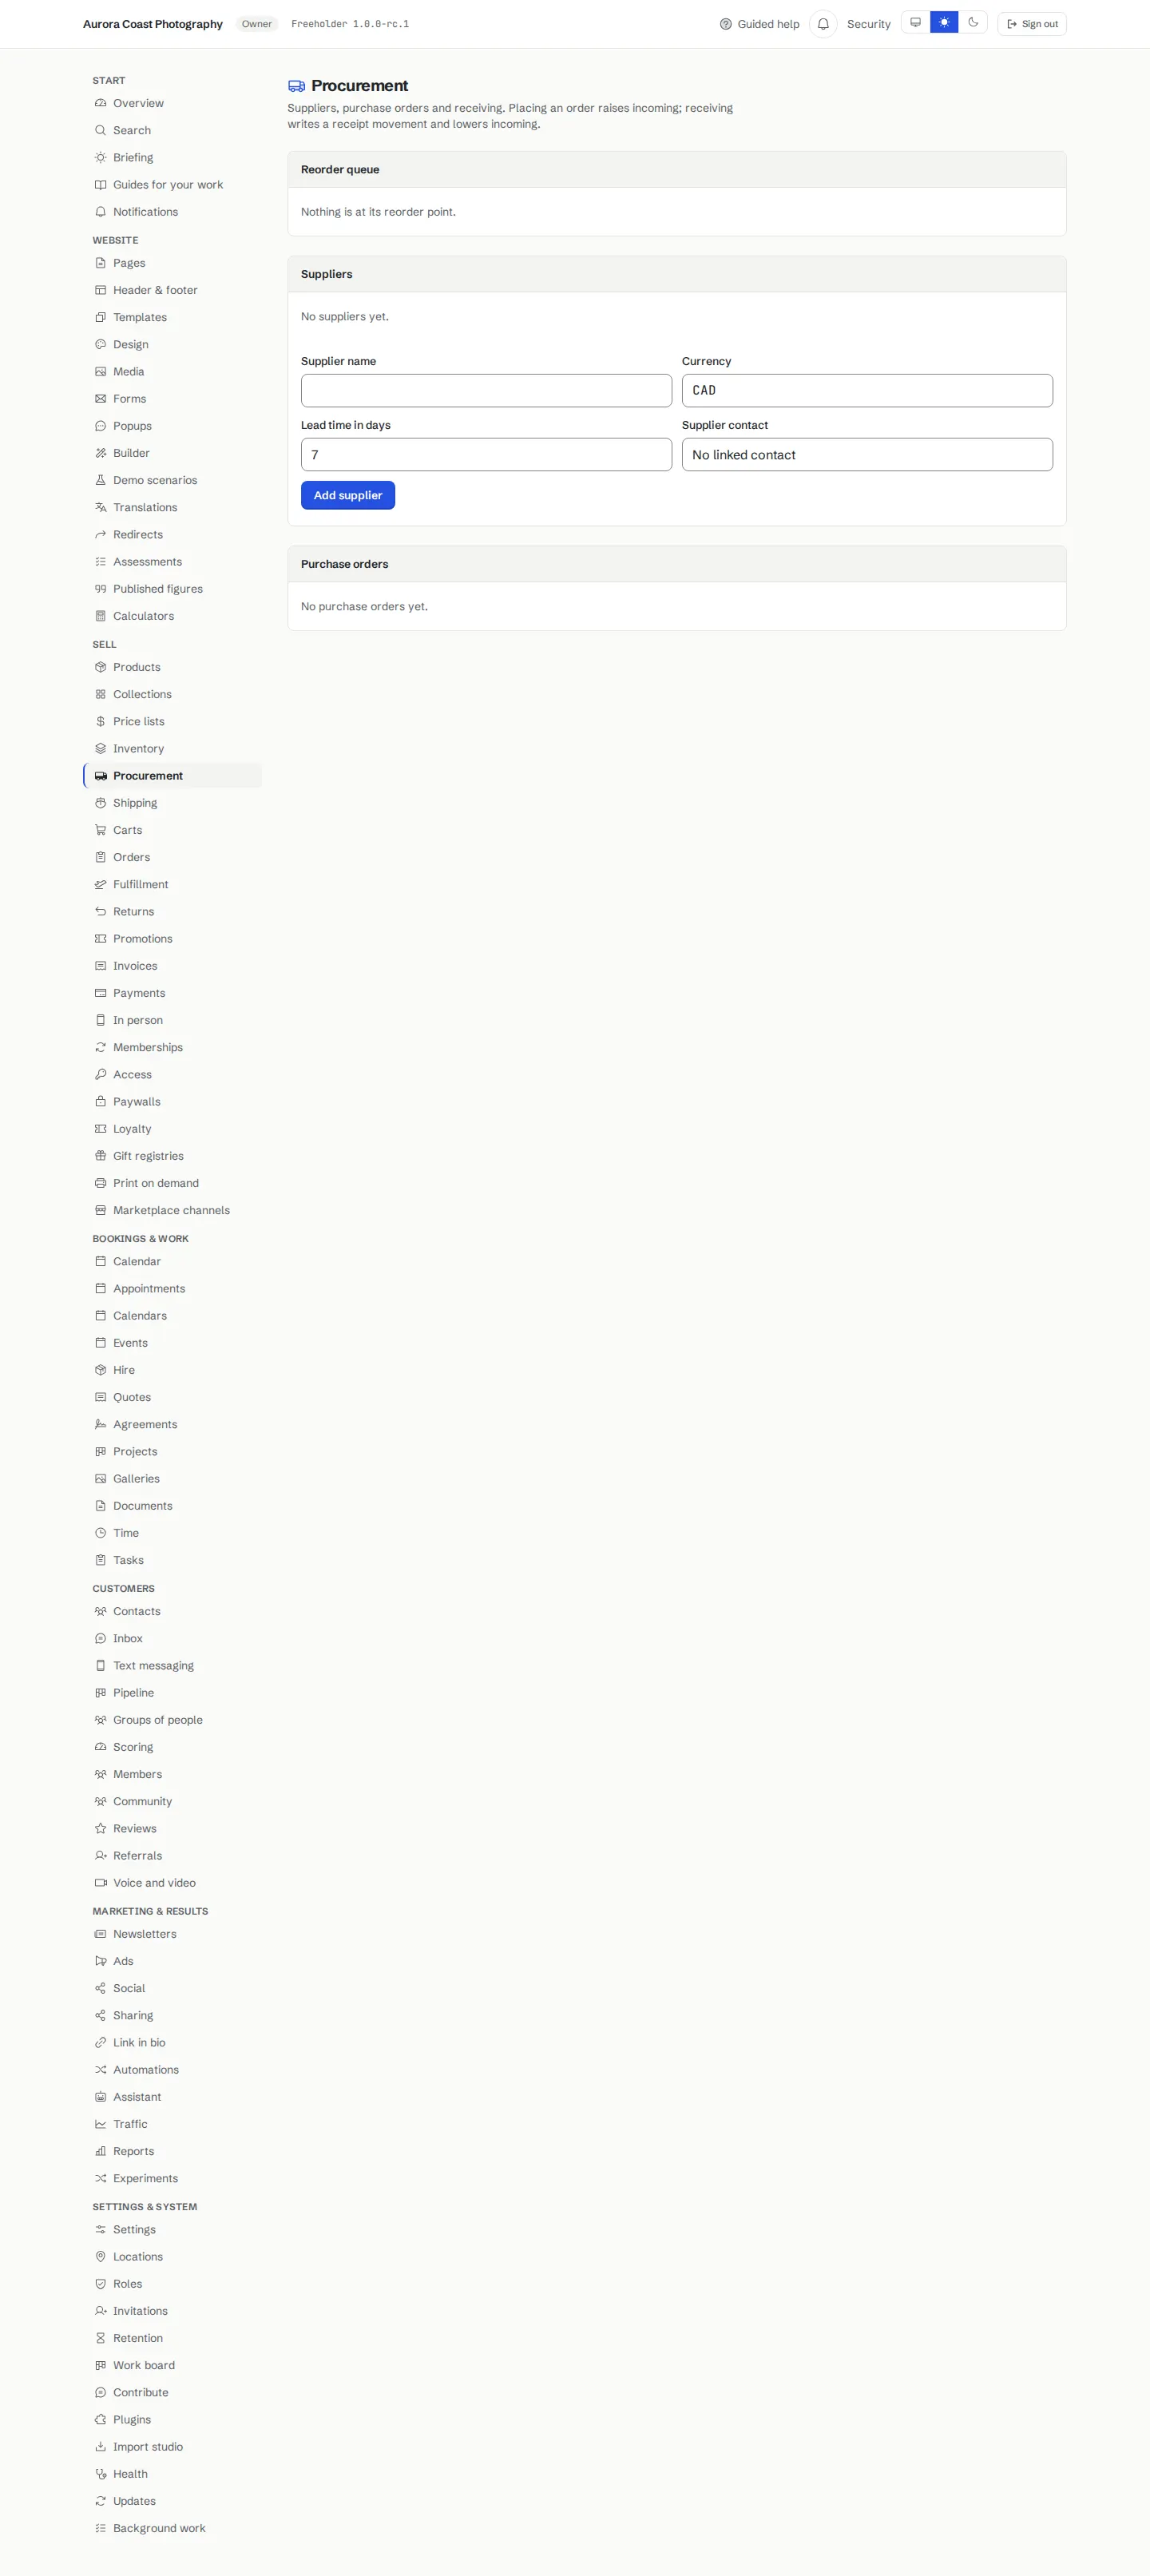 Aurora Coast Photography
Owner
Freeholder 1.0.0-rc.1
Guided help
Security
Sign out
START
Overview
Search
Briefing
Guides for your work
Notifications
WEBSITE
Pages
Header & footer
Templates
Design
Media
Forms
Popups
Builder
Demo scenarios
Translations
Redirects
Assessments
Published figures
Calculators
SELL
Products
Collections
Price lists
Inventory
Procurement
Shipping
Carts
Orders
Fulfillment
Returns
Promotions
Invoices
Payments
In person
Memberships
Access
Paywalls
Loyalty
Gift registries
Print on demand
Marketplace channels
BOOKINGS & WORK
Calendar
Appointments
Calendars
Events
Hire
Quotes
Agreements
Projects
Galleries
Documents
Time
Tasks
CUSTOMERS
Contacts
Inbox
Text messaging
Pipeline
Groups of people
Scoring
Members
Community
Reviews
Referrals
Voice and video
MARKETING & RESULTS
Newsletters
Ads
Social
Sharing
Link in bio
Automations
Assistant
Traffic
Reports
Experiments
SETTINGS & SYSTEM
Settings
Locations
Roles
Invitations
Retention
Work board
Contribute
Plugins
Import studio
Health
Updates
Background work
Procurement
Suppliers, purchase orders and receiving. Placing an order raises incoming; receiving
writes a receipt movement and lowers incoming.
Reorder queue
Nothing is at its reorder point.
Suppliers
No suppliers yet.
Supplier name
Currency
CAD
Lead time in days
Supplier contact
7
No linked contact
Add supplier
Purchase orders
No purchase orders yet.